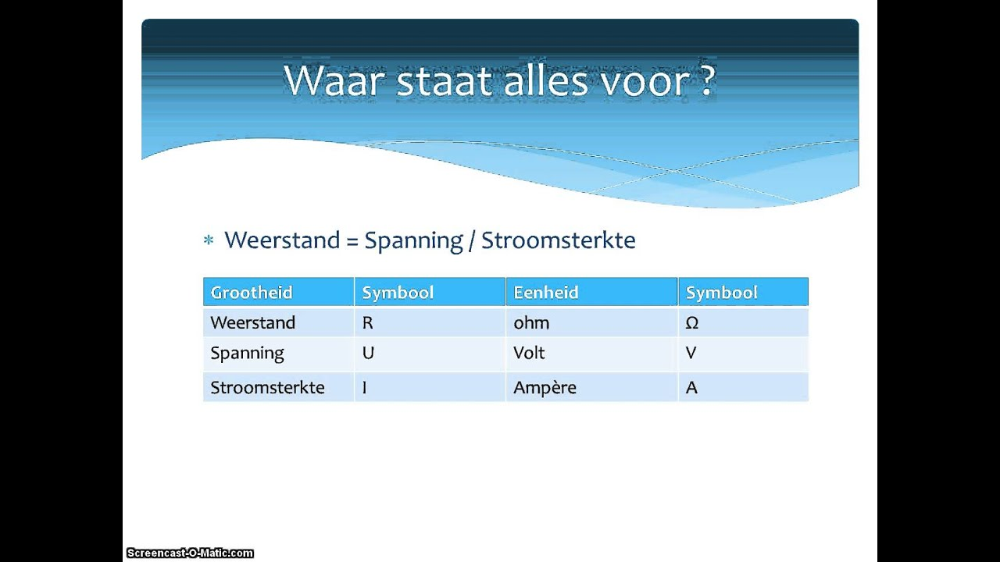 Waar staat alles voor ?
* Weerstand = Spanning / Stroomsterkte
Grootheid Symbool Eenheid Symbool
Weerstand R ohm Ω
Spanning U Volt V
Stroomsterkte I Ampère A
Screencast-O-Matic.com